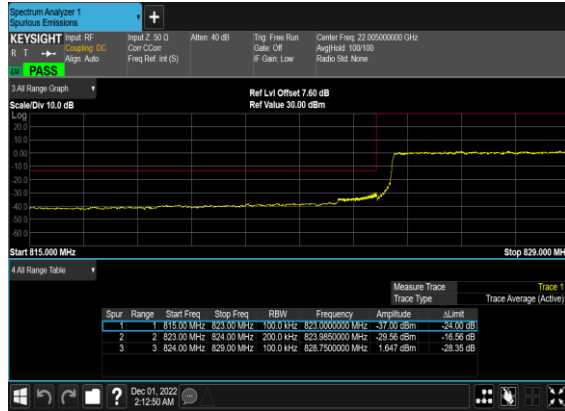 Spectrum Analyzer 1
Spurious Emissions
+
KEYSIGHT Input: RF Input Z: 50 Ω Atten: 40 dB Trig: Free Run Center Freq: 22.005000000 GHz
R T Coupling: DC Corr CCorr Gate: Off Avg|Hold: 100/100
Align: Auto Freq Ref: Int (S) IF Gain: Low Radio Std: None
PASS
3 All Range Graph
Ref Lvl Offset 7.60 dB
Scale/Div 10.0 dB Ref Value 30.00 dBm
Log
20.0
10.0
0.00
-10.0
-20.0
-30.0
-40.0
-50.0
-60.0
Start 815.000 MHz Stop 829.000 MHz
4 All Range Table
Measure Trace Trace 1
Trace Type Trace Average (Active)
Spur Range Start Freq Stop Freq RBW Frequency Amplitude ΔLimit
1 1 815.00 MHz 823.00 MHz 100.0 kHz 823.0000000 MHz -37.00 dBm -24.00 dB
2 2 823.00 MHz 824.00 MHz 200.0 kHz 823.9850000 MHz -29.56 dBm -16.56 dB
3 3 824.00 MHz 829.00 MHz 100.0 kHz 828.7500000 MHz 1.647 dBm -28.35 dB
? Dec 01, 2022
2:12:50 AM